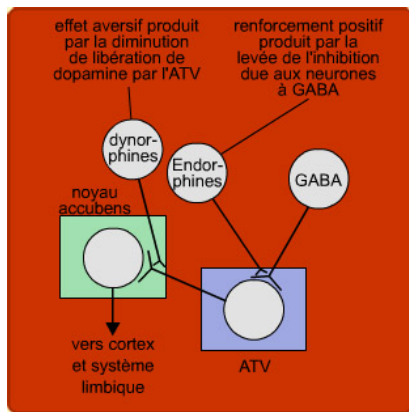 effet aversif produit
par la diminution
de libération de
dopamine par l'ATV
renforcement positif
produit par la
levée de l'inhibition
due aux neurones
à GABA
dynor-
phines
Endor-
phines
GABA
noyau
accubens
vers cortex
et système
limbique
ATV